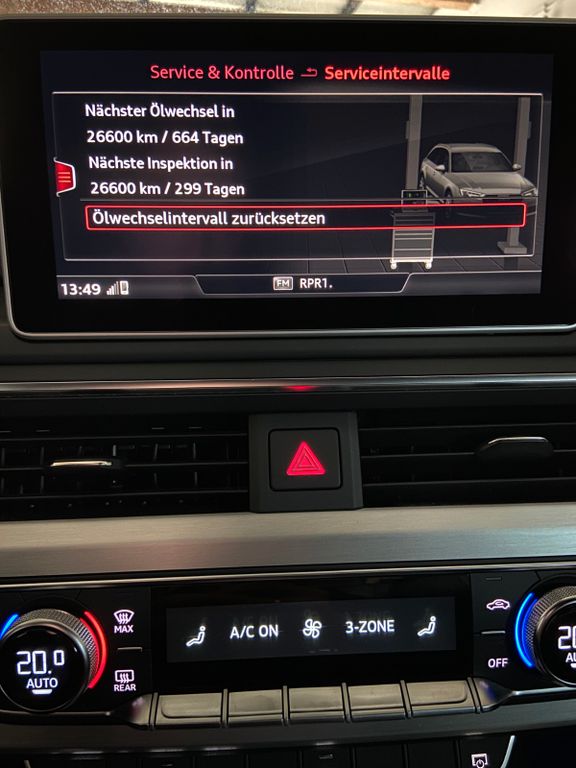 Service & Kontrolle Serviceintervalle
Nächster Ölwechsel in
26600 km / 664 Tagen
Nächste Inspektion in
26600 km / 299 Tagen
Ölwechselintervall zurücksetzen
13:49 FM RPR1.
MAX
A/C ON 3-ZONE
20.0
AUTO
REAR
OFF